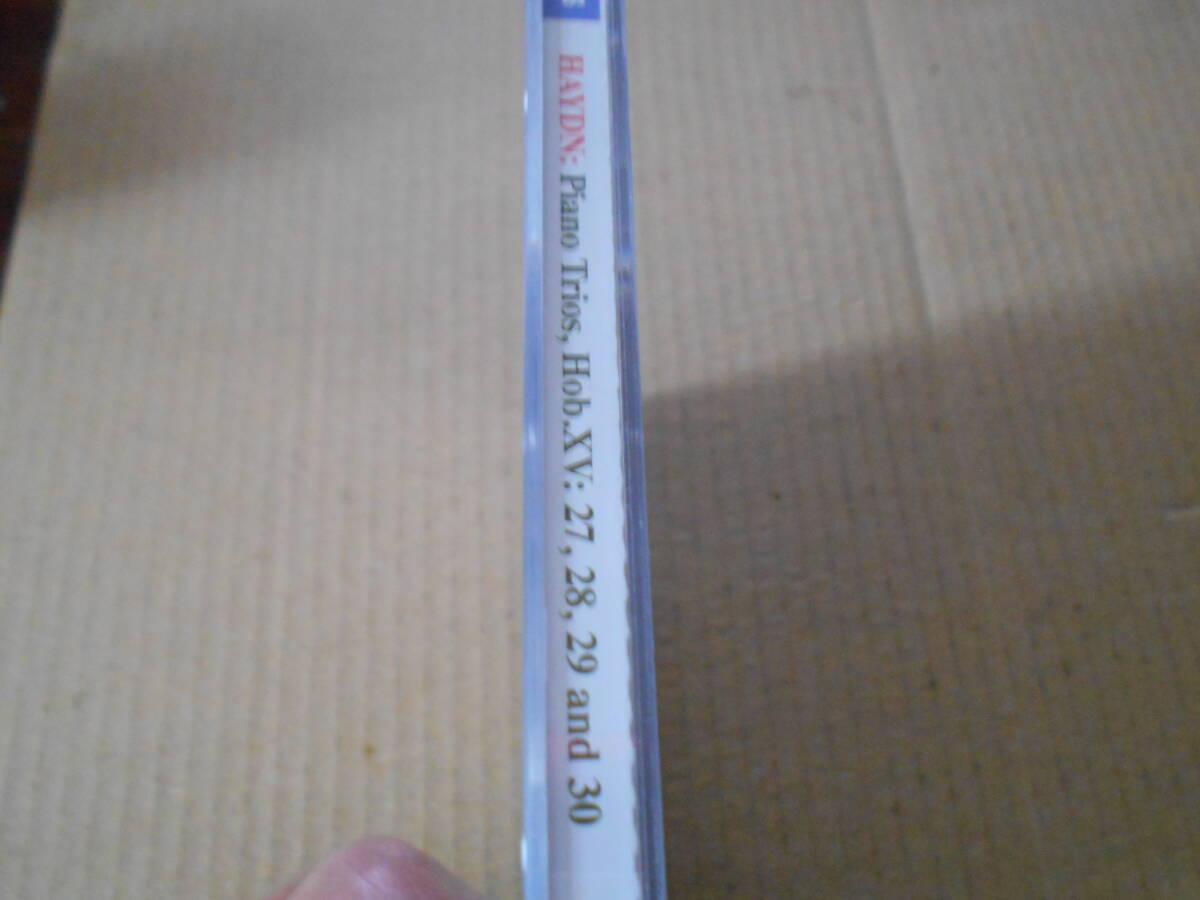 HAYDN: Piano Trios, Hob.XV: 27, 28, 29 and 30